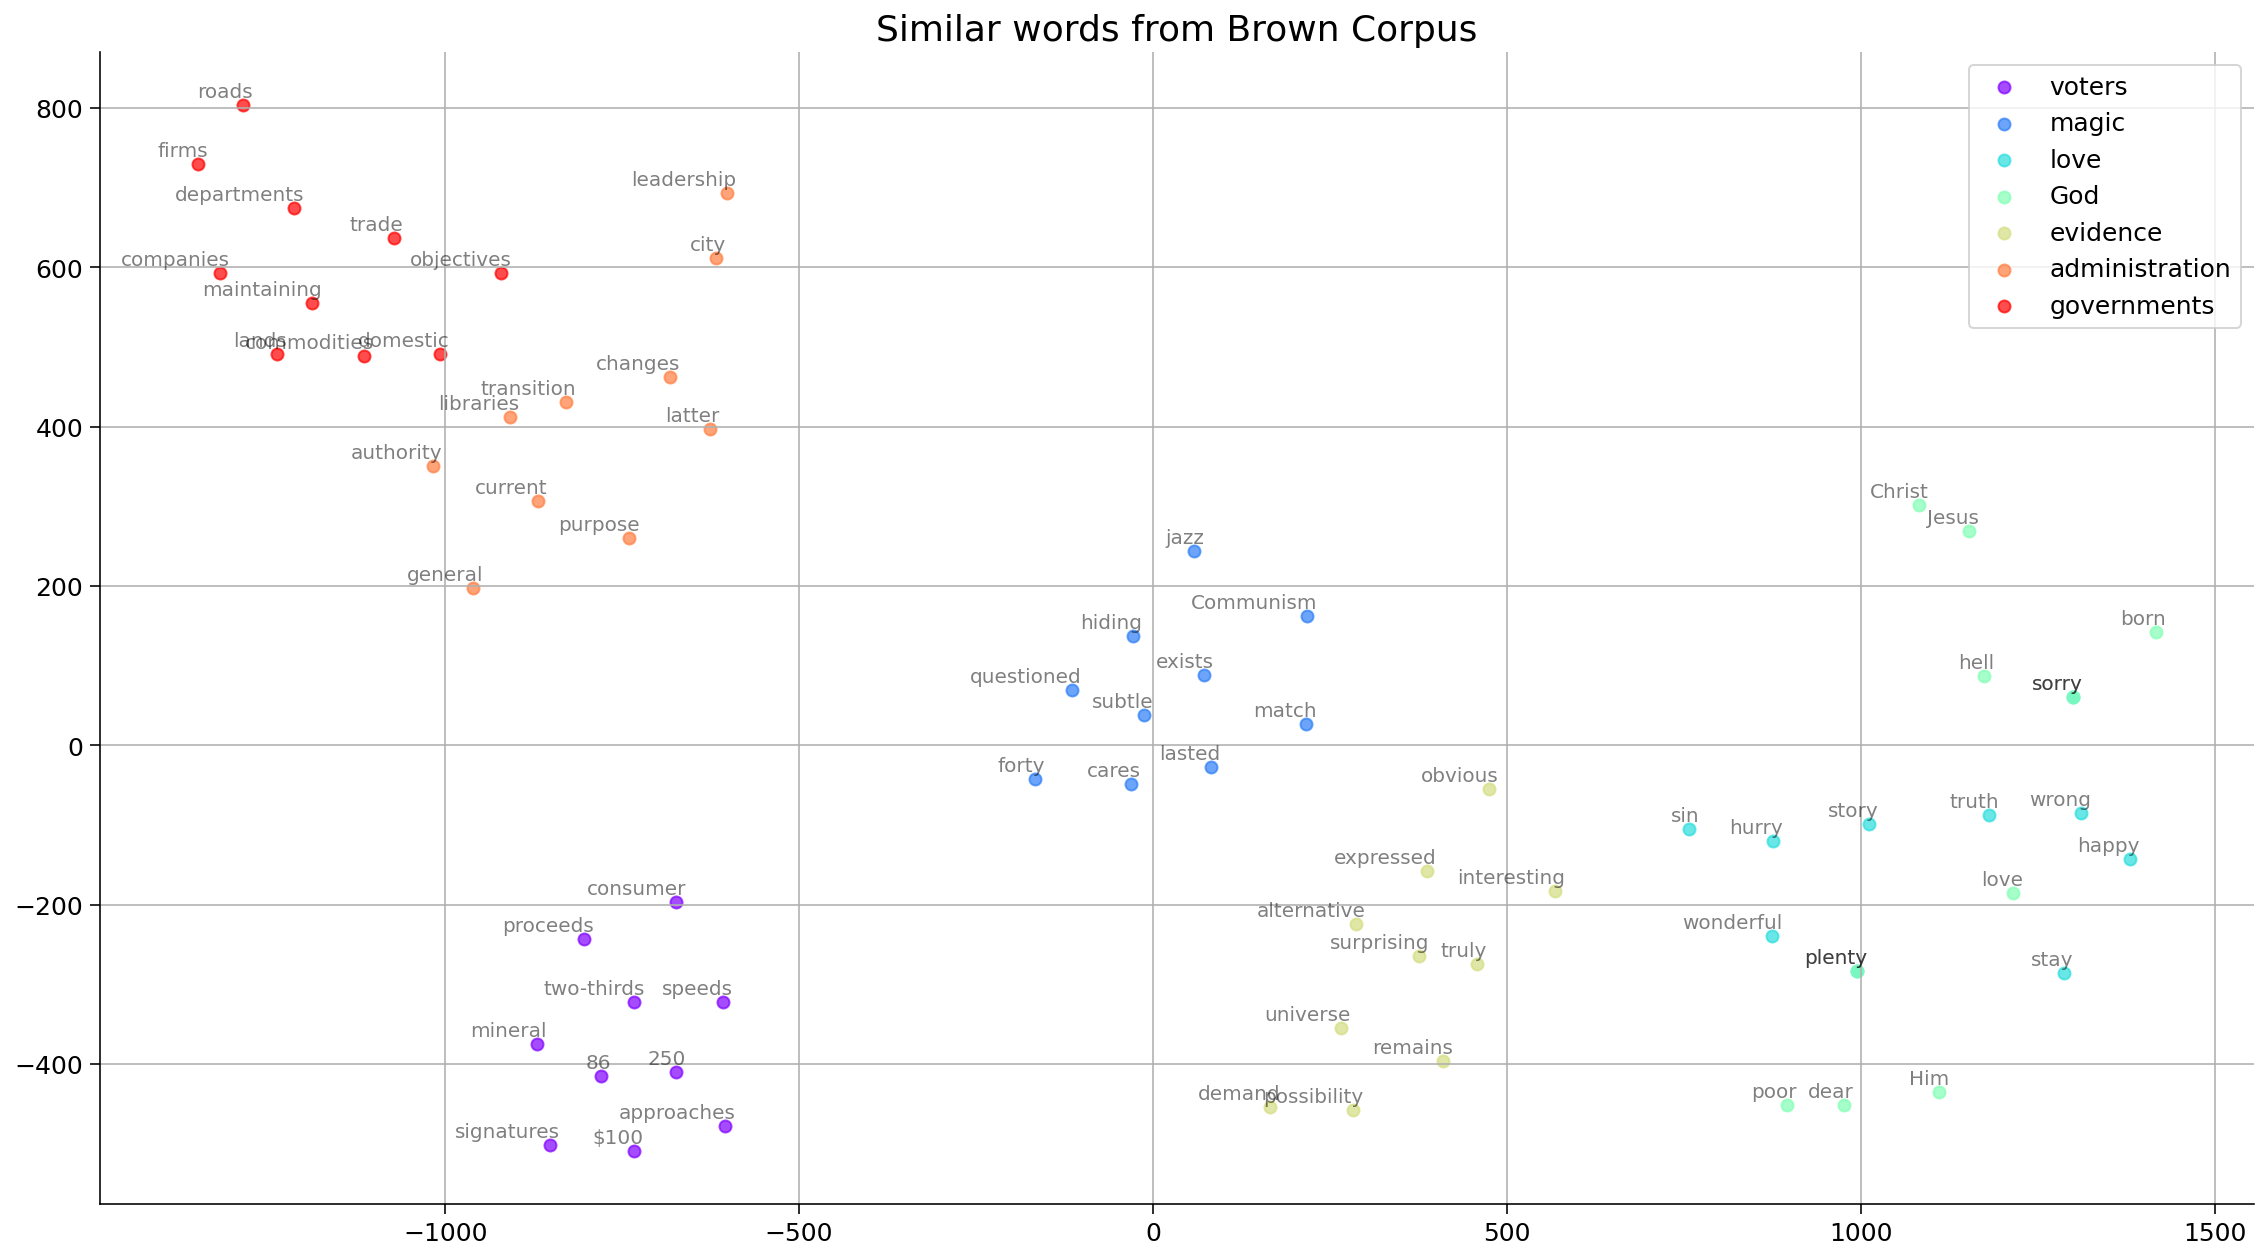 Similar words from Brown Corpus
voters
magic
love
God
evidence
administration
governments
800
600
400
200
0
−200
−400
−1000
−500
0
500
1000
1500
roads
firms
departments
trade
companies
objectives
maintaining
lands
commodities
domestic
leadership
city
changes
transition
libraries
latter
authority
current
purpose
general
jazz
Communism
hiding
exists
questioned
subtle
match
lasted
forty
cares
Christ
Jesus
born
hell
sorry
obvious
sin
hurry
story
truth
wrong
happy
love
expressed
interesting
alternative
surprising
truly
wonderful
plenty
stay
universe
remains
demand
possibility
poor
dear
Him
consumer
proceeds
two-thirds
speeds
mineral
86
250
approaches
signatures
$100